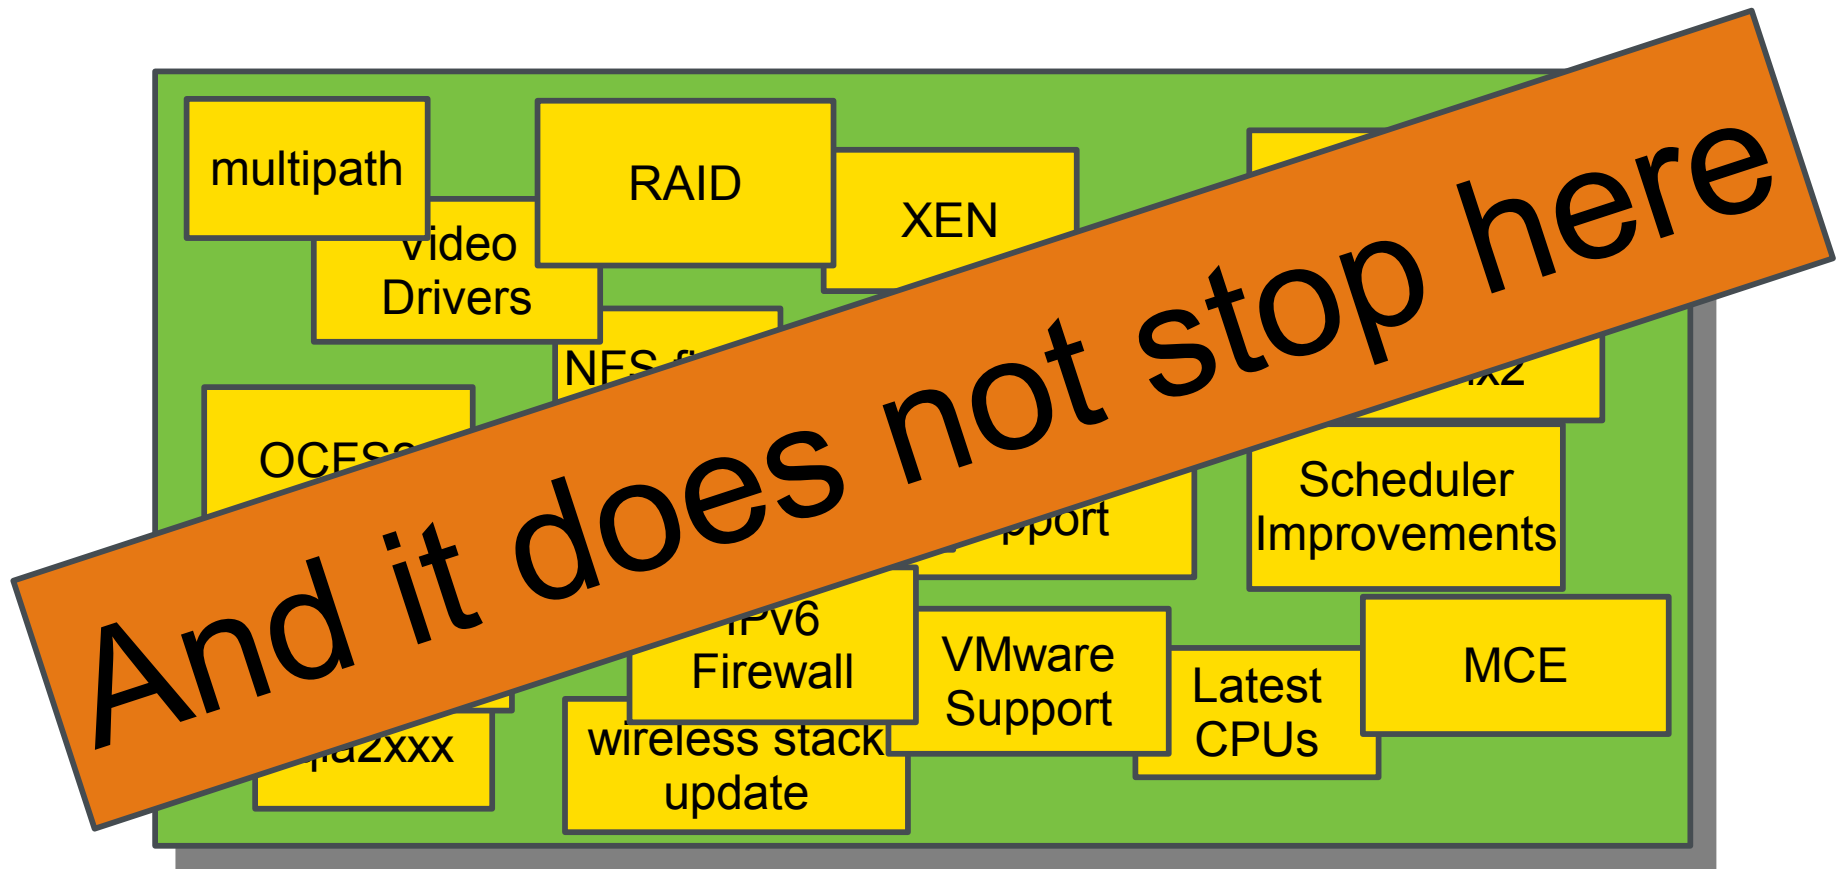 multipath
RAID
XEN
Video
Drivers
NFS
And it does not stop here
Scheduler
Improvements
IPv6
Firewall
VMware
Support
Latest
CPUs
MCE
wireless stack
update